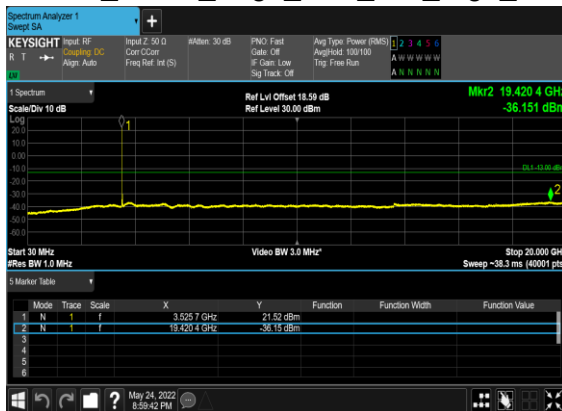 Spectrum Analyzer 1
Swept SA
KEYSIGHT Input: RF Input Z: 50 Ω #Atten: 30 dB PNO: Fast Avg Type: Power (RMS) 1 2 3 4 5 6
R T Coupling: DC Corr CCorr Gate: Off Avg|Hold: 100/100 A W W W W W
Align: Auto Freq Ref: Int (S) IF Gain: Low Trig: Free Run A N N N N N
Sig Track: Off
1 Spectrum
Scale/Div 10 dB
Ref Lvl Offset 18.59 dB
Ref Level 30.00 dBm
Mkr2 19.420 4 GHz
-36.151 dBm
Log
20.0
10.0
0.00
-10.0
-20.0
-30.0
-40.0
-50.0
-60.0
1
DL1 -13.00 dBm
2
Start 30 MHz Video BW 3.0 MHz* Stop 20.000 GHz
#Res BW 1.0 MHz Sweep ~38.3 ms (40001 pts)
5 Marker Table
Mode Trace Scale X Y Function Function Width Function Value
1 N 1 f 3.525 7 GHz 21.52 dBm
2 N 1 f 19.420 4 GHz -36.15 dBm
3
4
5
6
May 24, 2022
8:59:42 PM